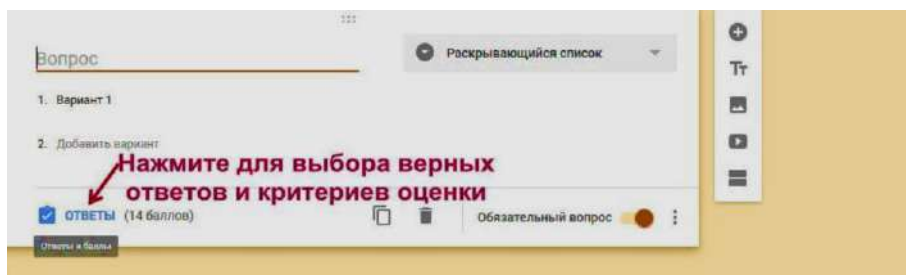 Вопрос
Раскрывающийся список
1. Вариант 1
2. Добавить вариант
Нажмите для выбора верных
ответов и критериев оценки
ОТВЕТЫ (14 баллов)
Обязательный вопрос
Ответы и баллы
Тт